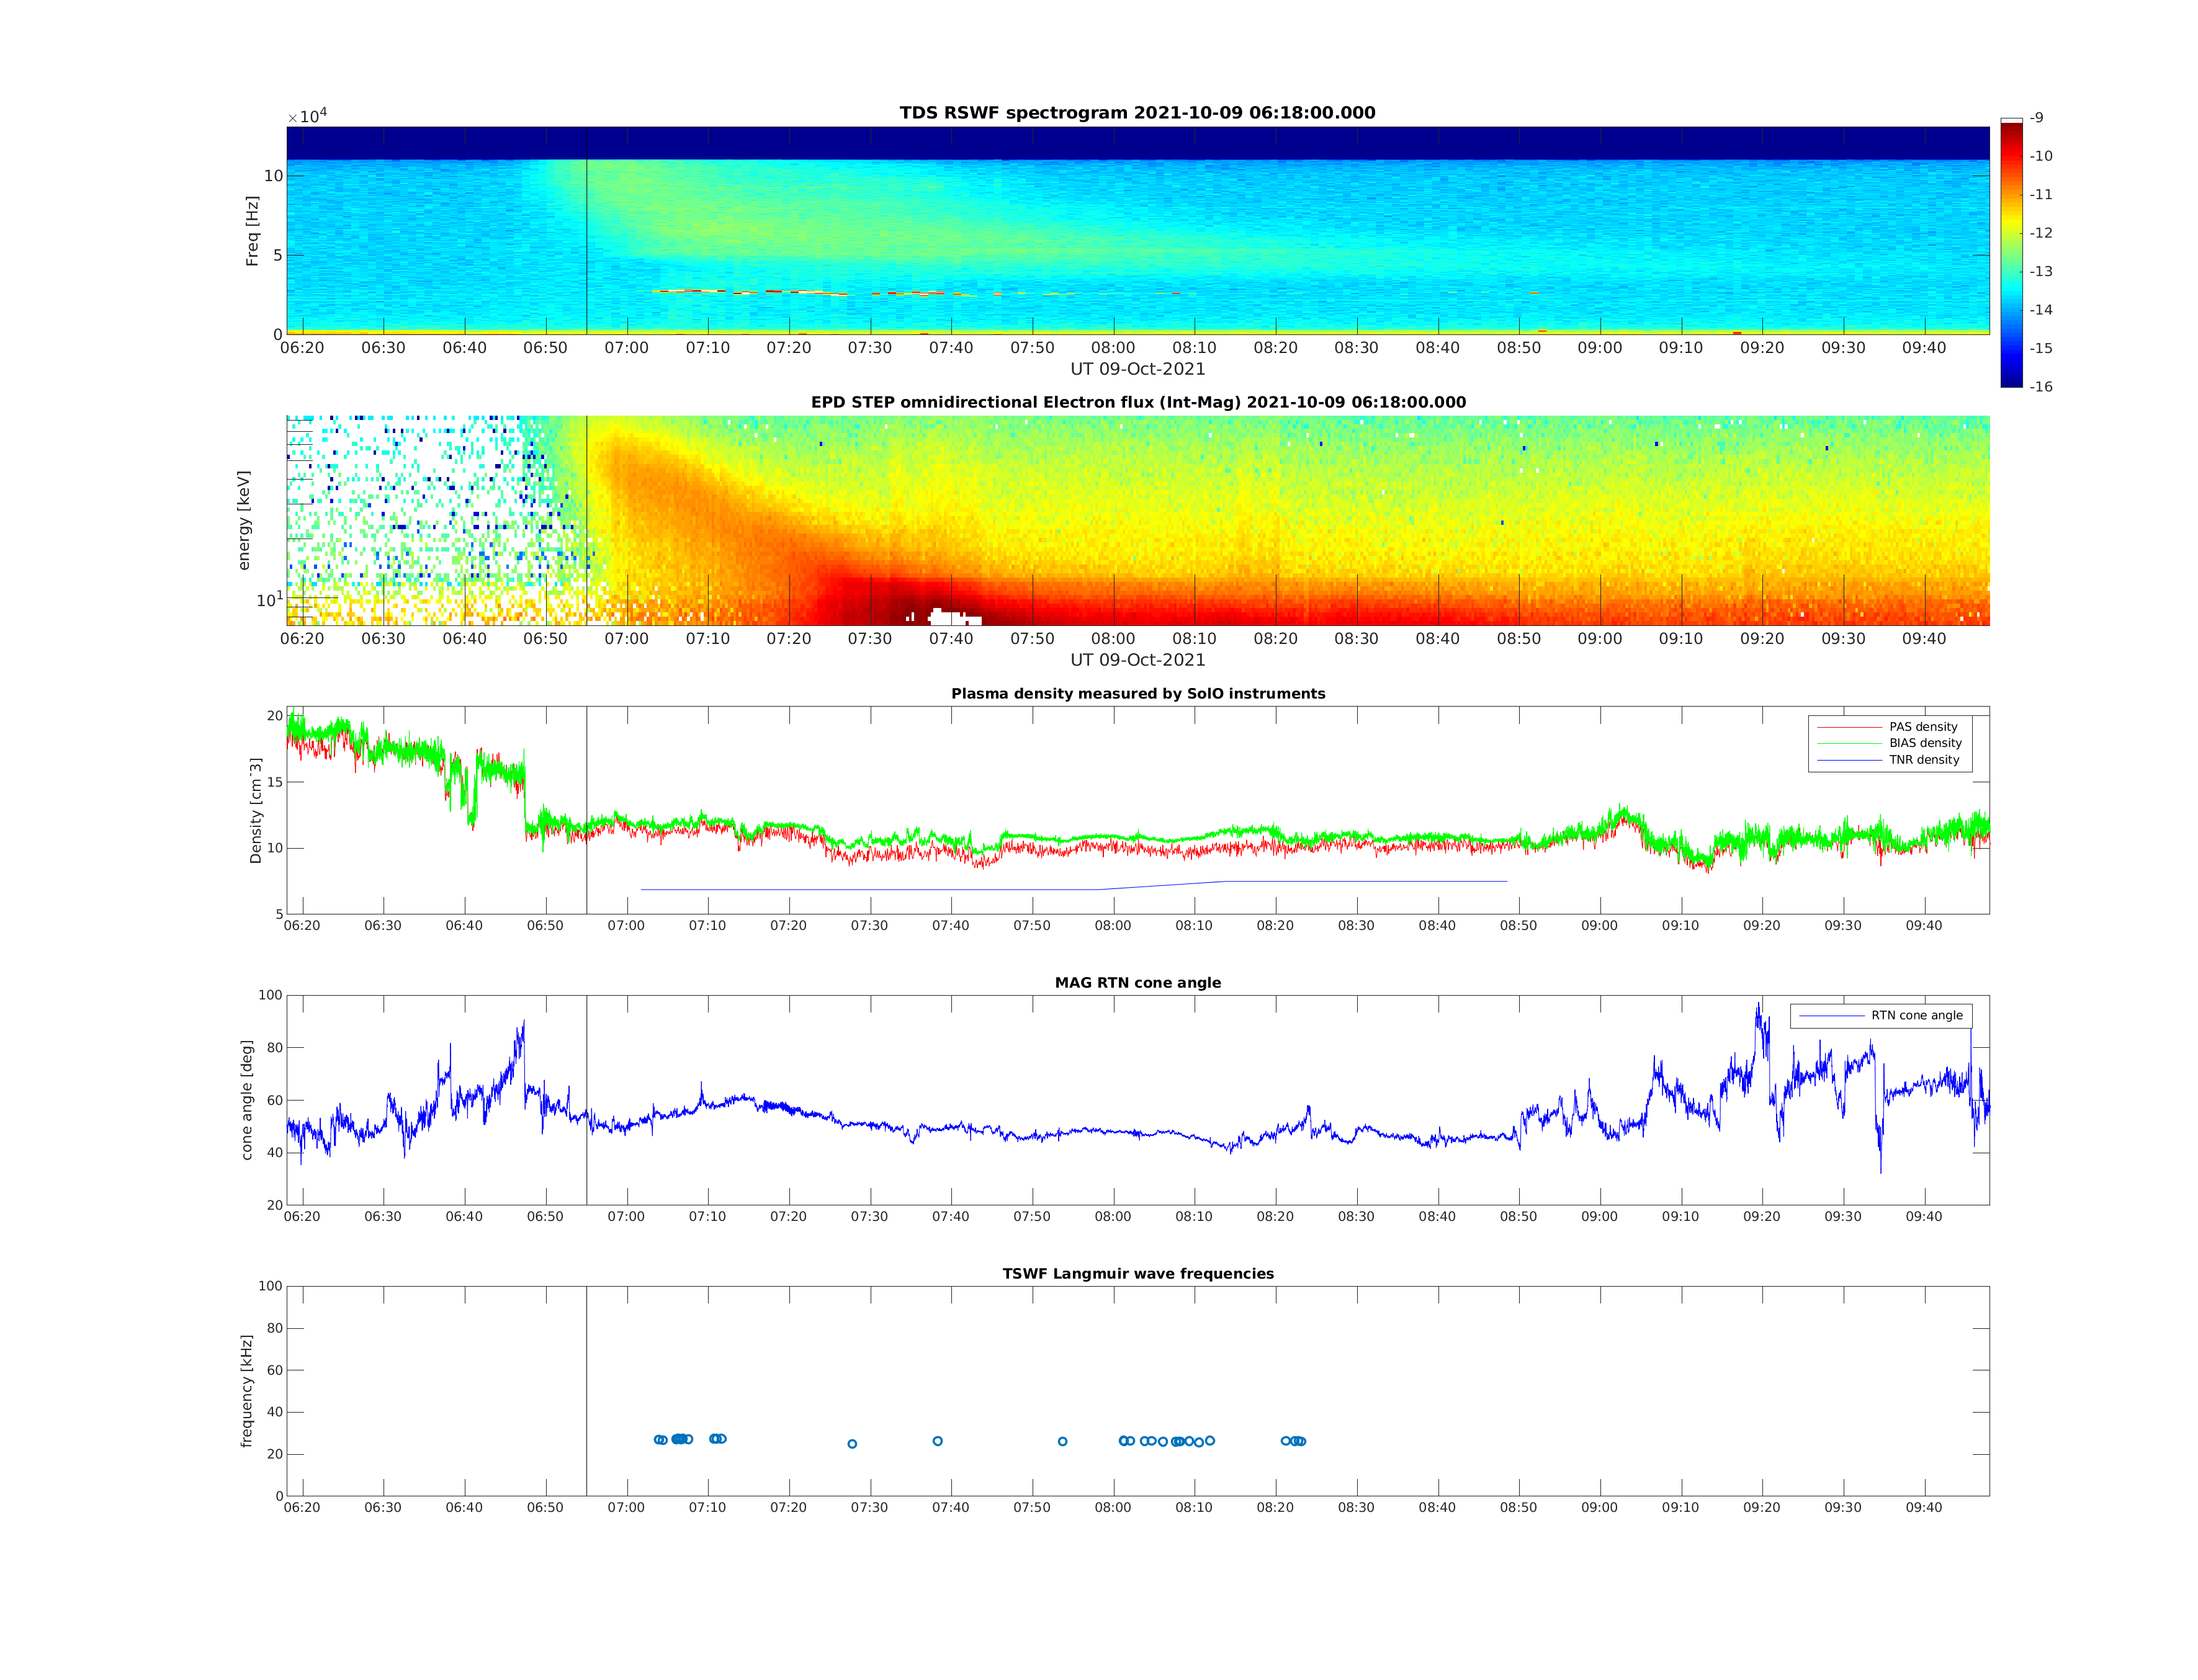 TDS RSWF spectrogram 2021-10-09 06:18:00.000
×10⁴
10
5
0
Freq [Hz]
06:20 06:30 06:40 06:50 07:00 07:10 07:20 07:30 07:40 07:50 08:00 08:10 08:20 08:30 08:40 08:50 09:00 09:10 09:20 09:30 09:40
UT 09-Oct-2021
-9
-10
-11
-12
-13
-14
-15
-16
EPD STEP omnidirectional Electron flux (Int-Mag) 2021-10-09 06:18:00.000
energy [keV]
10¹
06:20 06:30 06:40 06:50 07:00 07:10 07:20 07:30 07:40 07:50 08:00 08:10 08:20 08:30 08:40 08:50 09:00 09:10 09:20 09:30 09:40
UT 09-Oct-2021
Plasma density measured by SolO instruments
20
15
10
5
Density [cm⁻3]
PAS density
BIAS density
TNR density
06:20 06:30 06:40 06:50 07:00 07:10 07:20 07:30 07:40 07:50 08:00 08:10 08:20 08:30 08:40 08:50 09:00 09:10 09:20 09:30 09:40
MAG RTN cone angle
100
80
60
40
20
cone angle [deg]
RTN cone angle
06:20 06:30 06:40 06:50 07:00 07:10 07:20 07:30 07:40 07:50 08:00 08:10 08:20 08:30 08:40 08:50 09:00 09:10 09:20 09:30 09:40
TSWF Langmuir wave frequencies
100
80
60
40
20
0
frequency [kHz]
06:20 06:30 06:40 06:50 07:00 07:10 07:20 07:30 07:40 07:50 08:00 08:10 08:20 08:30 08:40 08:50 09:00 09:10 09:20 09:30 09:40